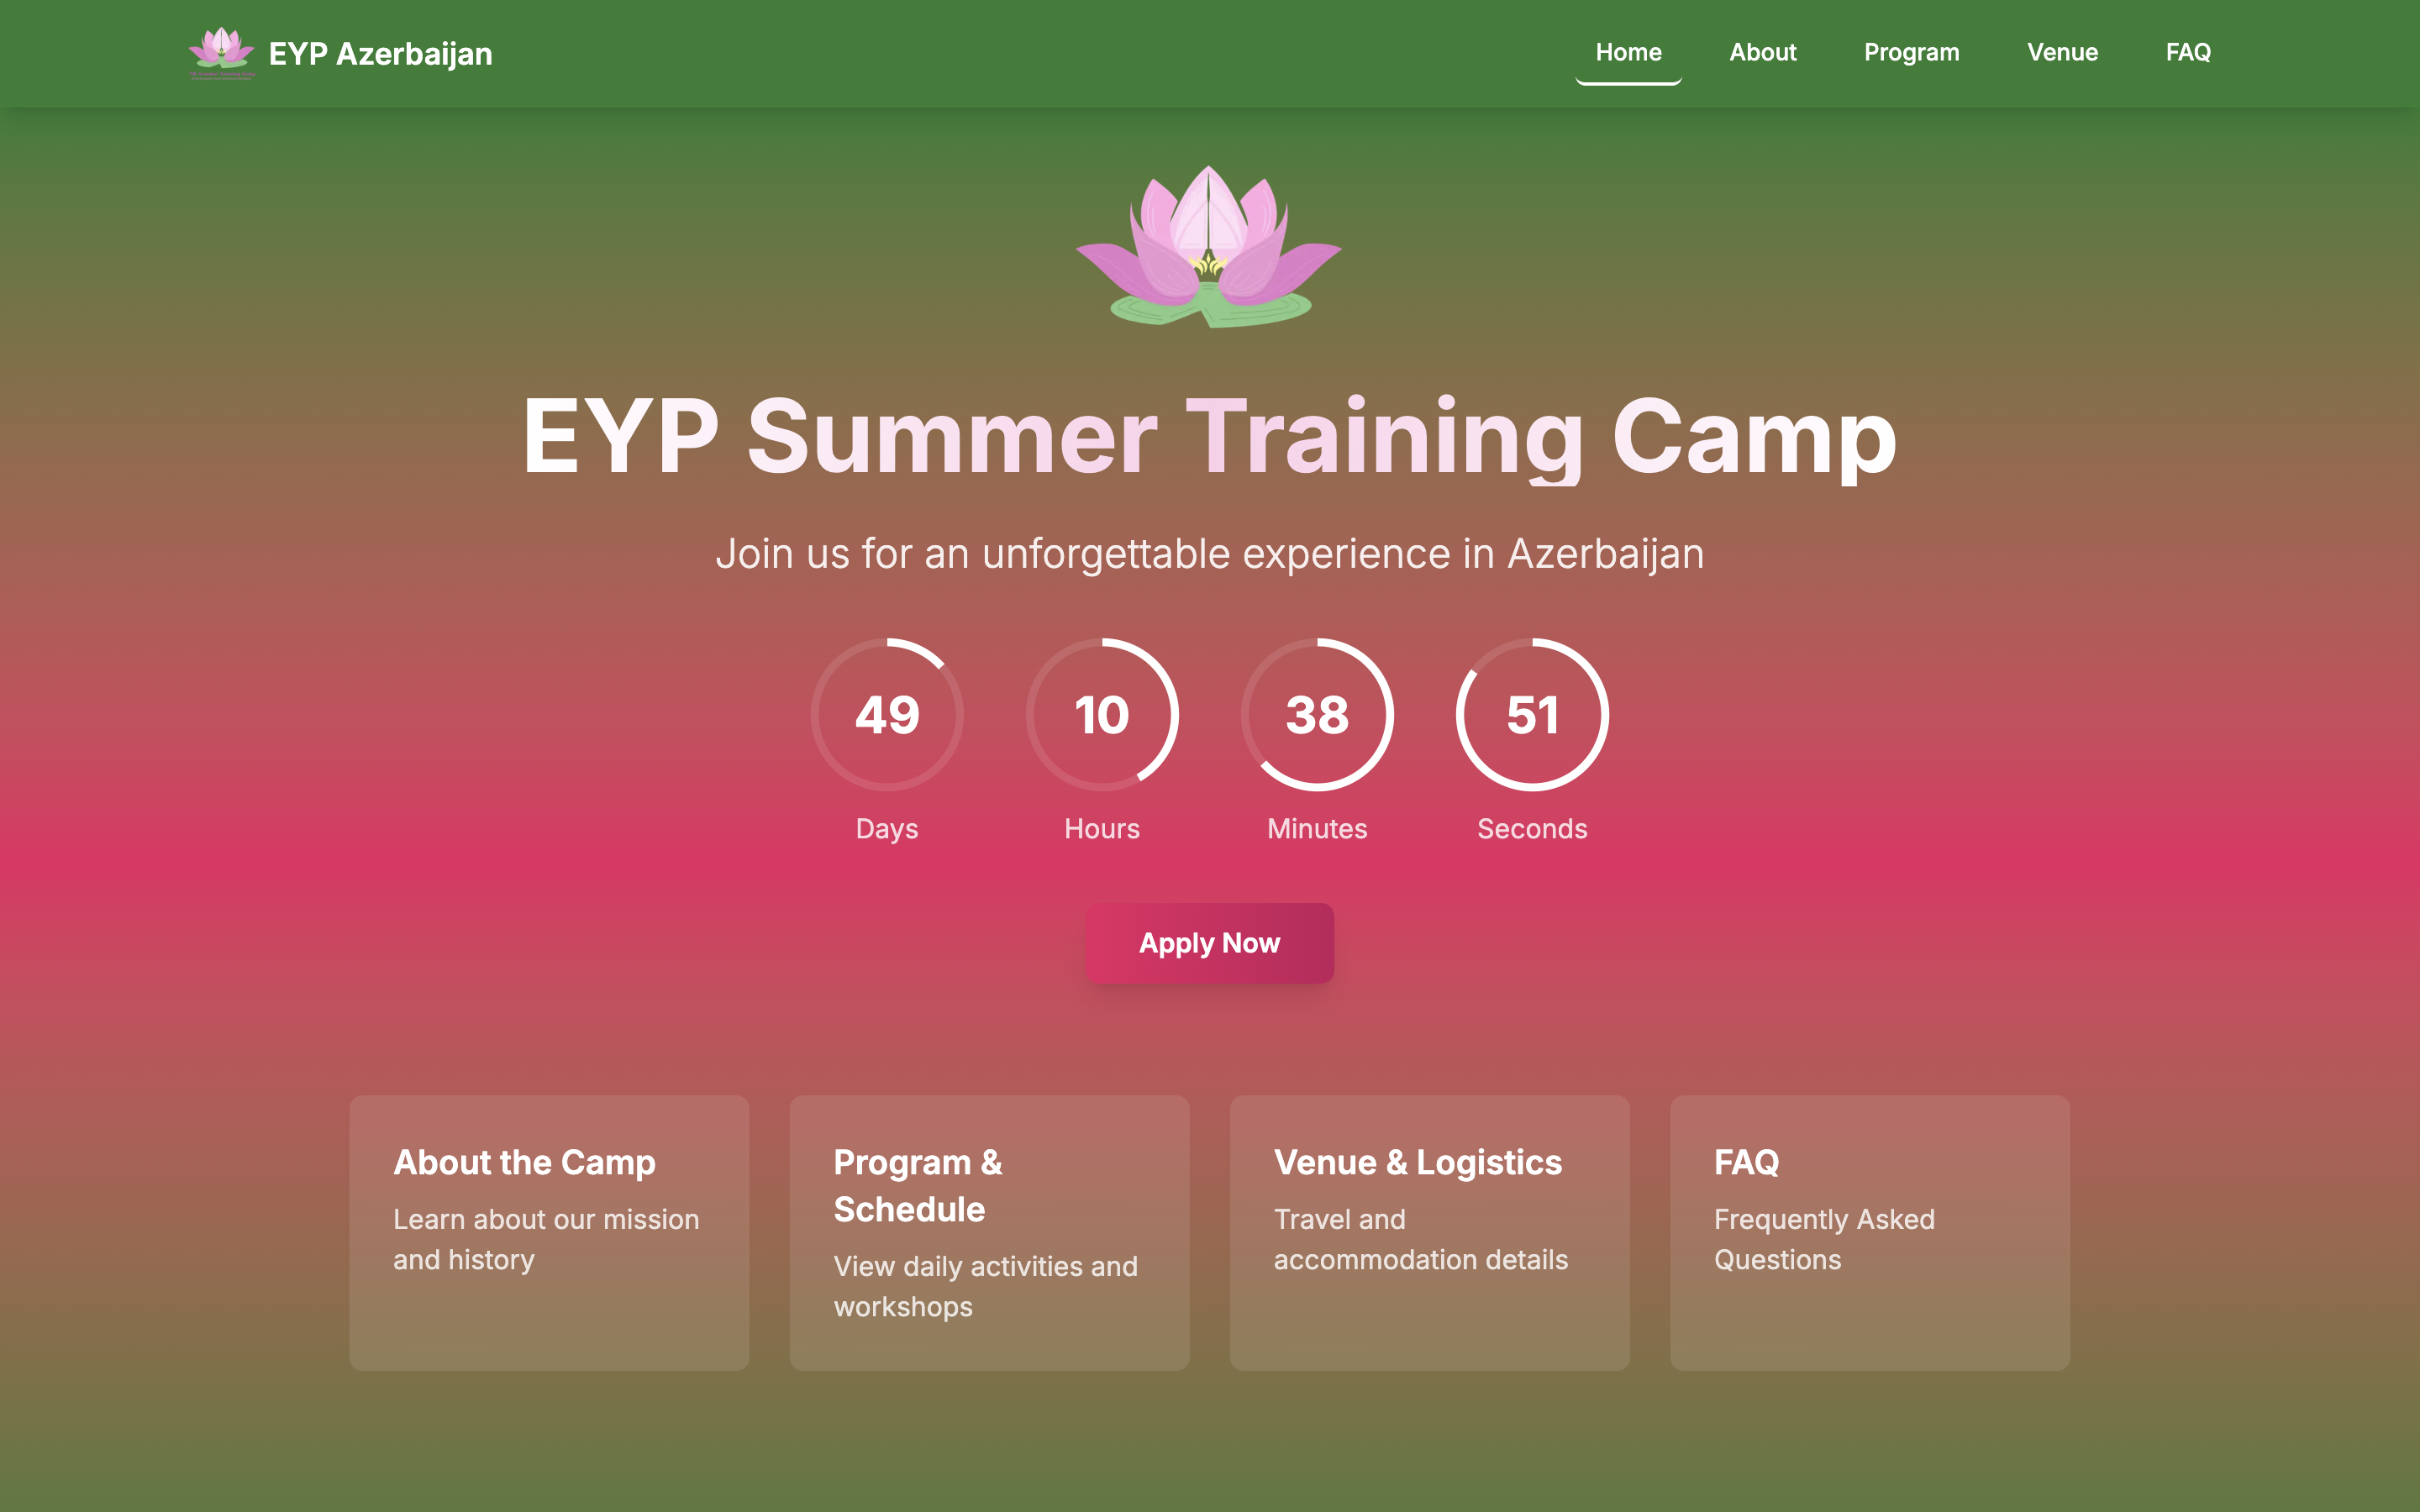 EYP Azerbaijan
Home
About
Program
Venue
FAQ
EYP Summer Training Camp
Join us for an unforgettable experience in Azerbaijan
49
10
38
51
Days
Hours
Minutes
Seconds
Apply Now
About the Camp
Learn about our mission
and history
Program &
Schedule
View daily activities and
workshops
Venue & Logistics
Travel and
accommodation details
FAQ
Frequently Asked
Questions